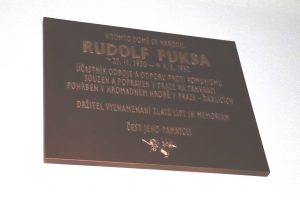 V TOMTO DOMĚ SE NARODIL
RUDOLF FUKSA
ÚČASTNÍK ODBOJE A ODPORU PROTI KOMUNISMU
SOUZEN A POPRAVEN V PRAZE NA PANKRÁCI
POHŘBEN V HROMADNÉM HROBĚ V PRAZE - ĎÁBLICÍCH
DRŽITEL VYZNAMENÁNÍ ZLATÉ LÍPY IN MEMORIAM
ČEST JEHO PAMÁTCE!